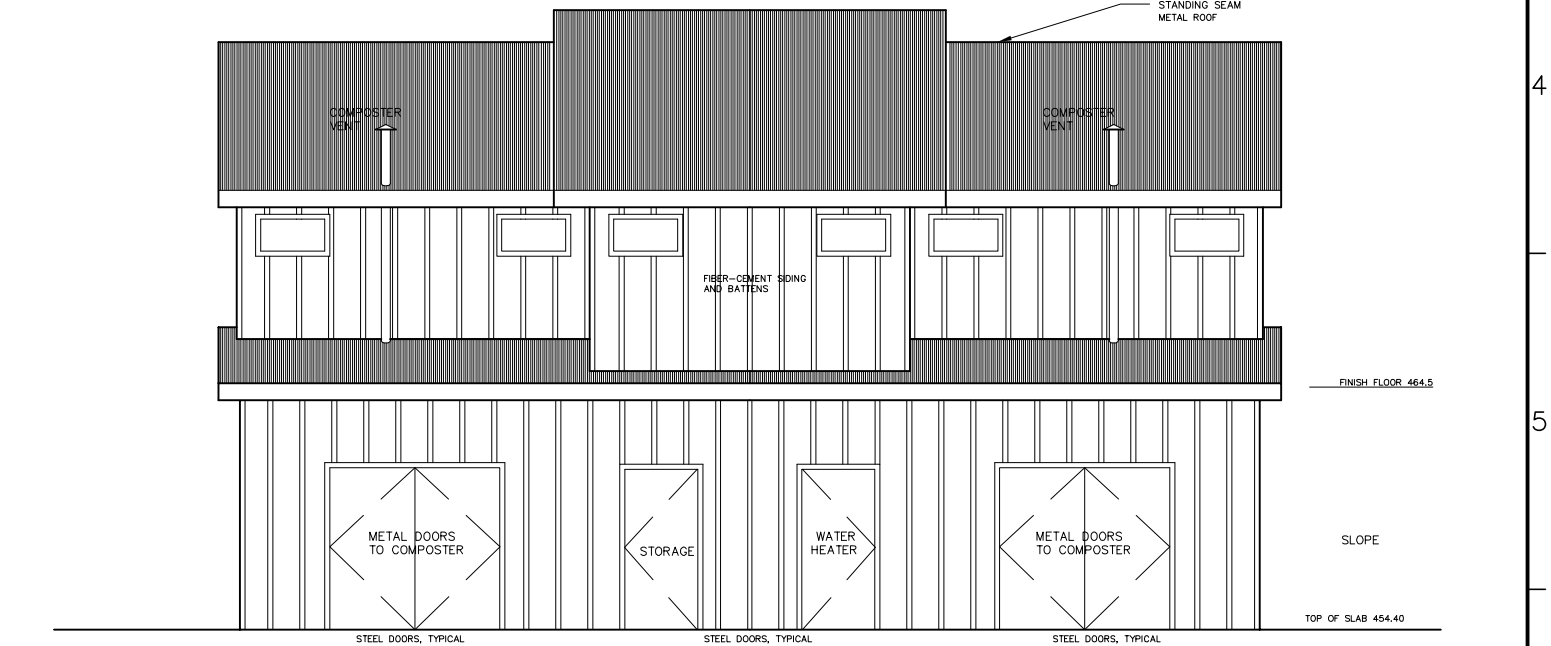 STANDING SEAM
METAL ROOF
4
COMPOSTER
VENT
COMPOSTER
VENT
FIBER-CEMENT SIDING
AND BATTENS
FINISH FLOOR 464.5
5
METAL DOORS
TO COMPOSTER
STORAGE
WATER
HEATER
METAL DOORS
TO COMPOSTER
SLOPE
TOP OF SLAB 454.40
STEEL DOORS, TYPICAL
STEEL DOORS, TYPICAL
STEEL DOORS, TYPICAL